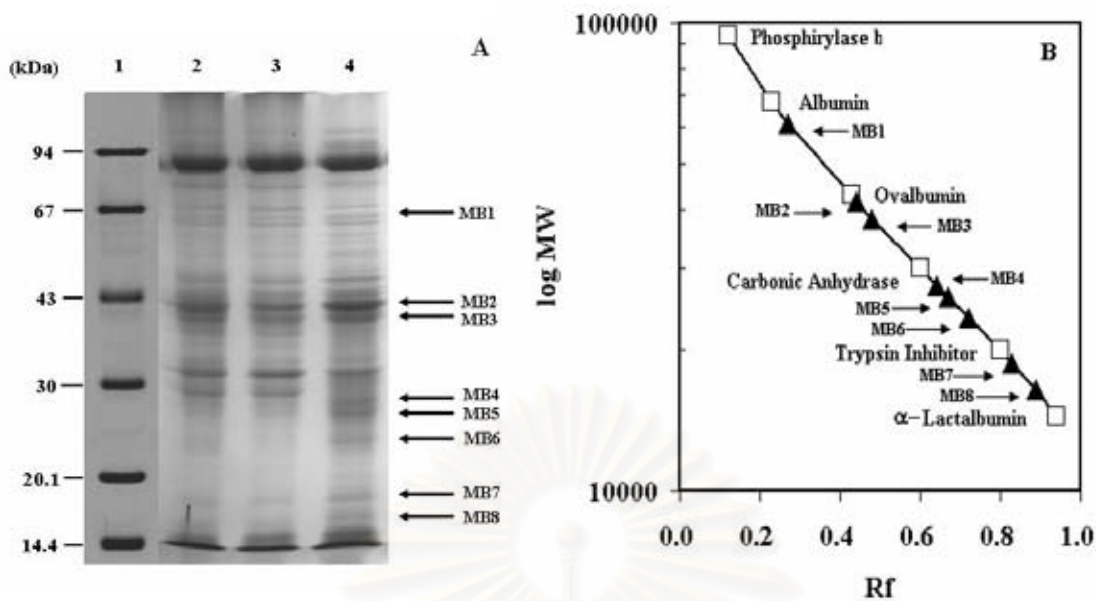 A
(kDa) 1 2 3 4
94
67
43
30
20.1
14.4
MB1
MB2
MB3
MB4
MB5
MB6
MB7
MB8
B
100000
10000
log MW
Phosphirylase b
Albumin
MB1
Ovalbumin
MB2
MB3
Carbonic Anhydrase
MB4
MB5
MB6
Trypsin Inhibitor
MB7
MB8
α-Lactalbumin
0.0 0.2 0.4 0.6 0.8 1.0
Rf